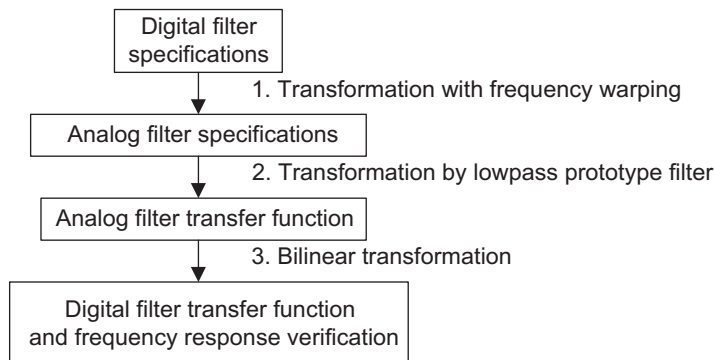 Digital filter
specifications
1. Transformation with frequency warping
Analog filter specifications
2. Transformation by lowpass prototype filter
Analog filter transfer function
3. Bilinear transformation
Digital filter transfer function
and frequency response verification